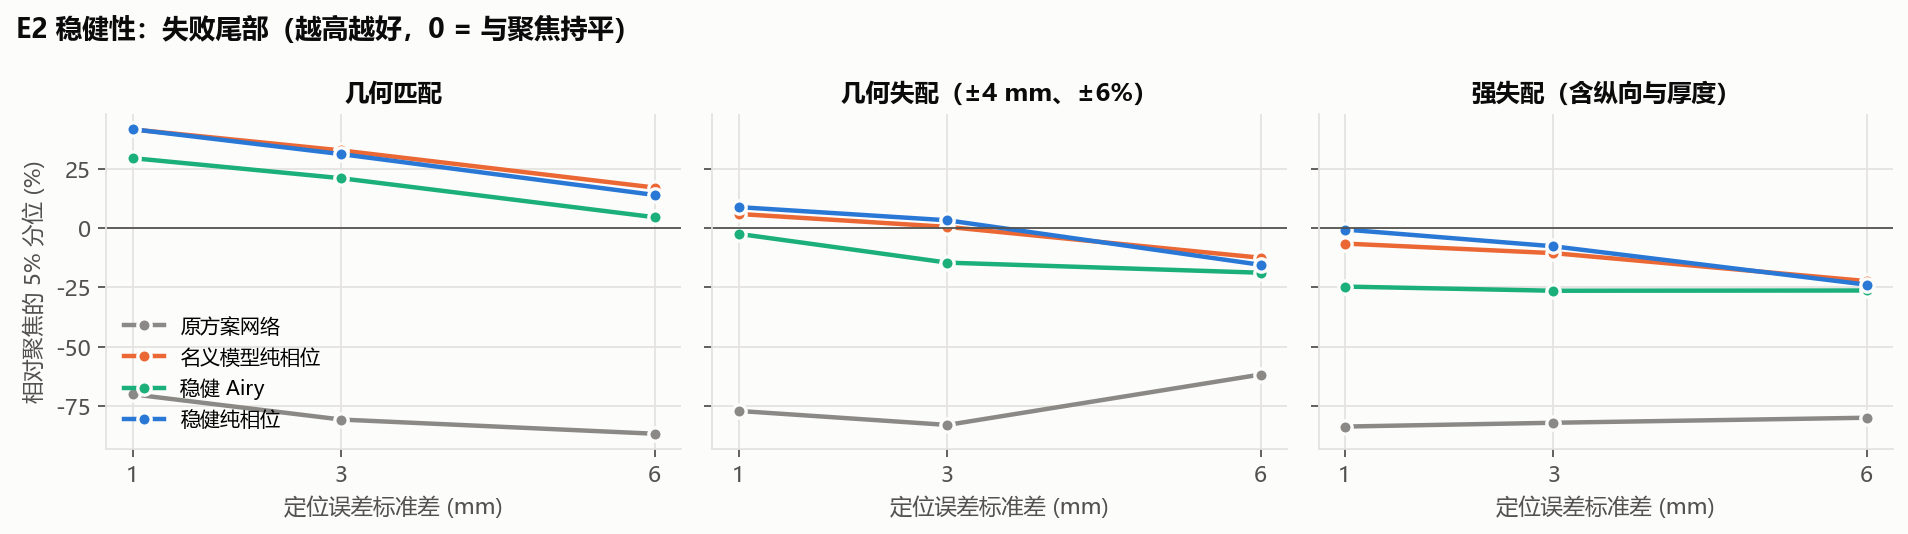 E2 稳健性：失败尾部（越高越好，0 = 与聚焦持平）
几何匹配
几何失配（±4 mm、±6%）
强失配（含纵向与厚度）
相对聚焦的 5% 分位 (%)
25
0
-25
-50
-75
原方案网络
名义模型纯相位
稳健 Airy
稳健纯相位
1
3
6
1
3
6
1
3
6
定位误差标准差 (mm)
定位误差标准差 (mm)
定位误差标准差 (mm)